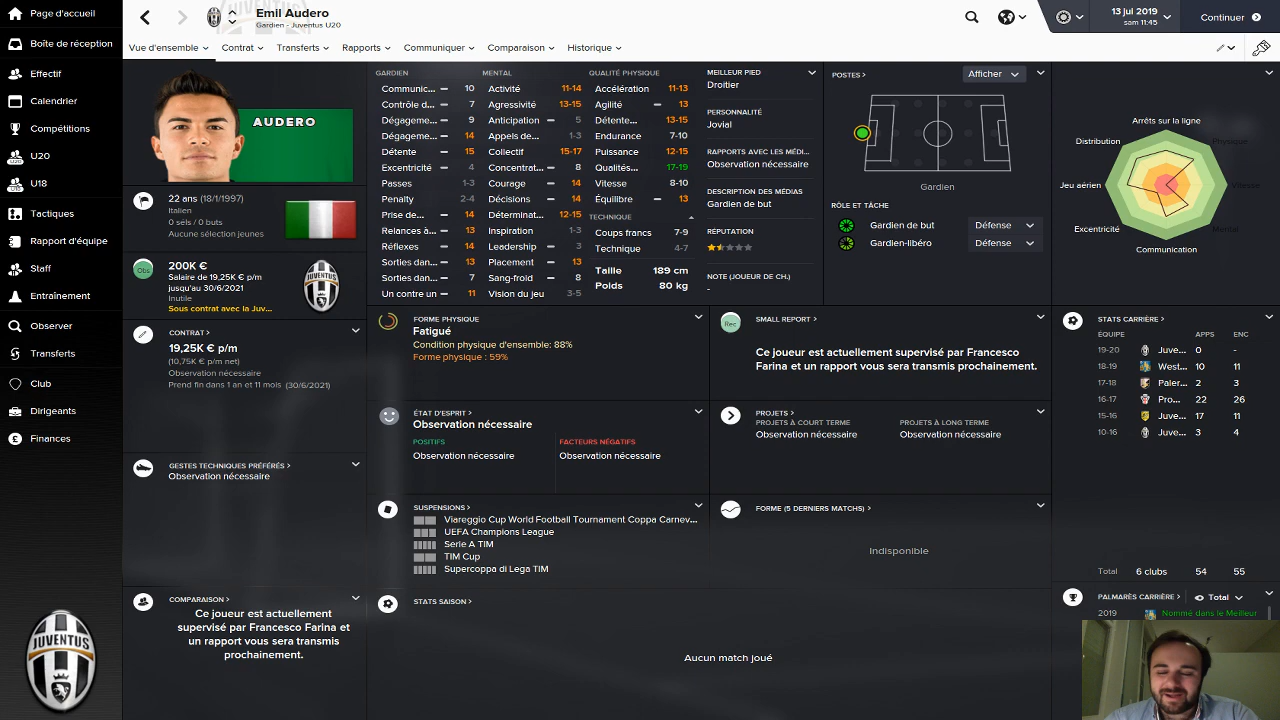 Page d'accueil
Boîte de réception
Effectif
Calendrier
Compétitions
U20
U18
Tactiques
Rapport d'équipe
Staff
Entraînement
Observer
Transferts
Club
Dirigeants
Finances
JUVENTUS
Emil Audero
Gardien - Juventus U20
13 jul 2019
sam 11:45
Continuer
Vue d'ensemble
Contrat
Transferts
Rapports
Communiquer
Comparaison
Historique
AUDERO
22 ans (18/1/1997)
Italien
0 séls / 0 buts
Aucune sélection jeunes
Obs
200K €
Salaire de 19,25K € p/m
jusqu'au 30/6/2021
Inutile
Sous contrat avec la Juv...
JUVENTUS
CONTRAT >
19,25K € p/m
(10,75K € p/m net)
Observation nécessaire
Prend fin dans 1 an et 11 mois (30/6/2021)
GESTES TECHNIQUES PRÉFÉRÉS >
Observation nécessaire
COMPARAISON >
Ce joueur est actuellement
supervisé par Francesco Farina et
un rapport vous sera transmis
prochainement.
GARDIEN
Communic... 10
Contrôle d... 7
Dégageme... 9
Dégageme... 14
Détente 15
Excentricité 4
Passes 1-3
Penalty 2-4
Prise de... 14
Relances à... 13
Réflexes 14
Sorties dan... 13
Sorties dan... 7
Un contre un 11
MENTAL
Activité 11-14
Agressivité 13-15
Anticipation 5
Appels de... 1-3
Collectif 15-17
Concentrat... 8
Courage 14
Décisions 14
Déterminat... 12-15
Inspiration 1-3
Leadership 3
Placement 13
Sang-froid 8
Vision du jeu 3-5
QUALITÉ PHYSIQUE
Accélération 11-13
Agilité 13
Détente... 13-15
Endurance 7-10
Puissance 12-15
Qualités... 17-19
Vitesse 8-10
Équilibre 13
TECHNIQUE
Coups francs 7-9
Technique 4-7
Taille 189 cm
Poids 80 kg
MEILLEUR PIED
Droitier
PERSONNALITÉ
Jovial
RAPPORTS AVEC LES MÉDI...
Observation nécessaire
DESCRIPTION DES MÉDIAS
Gardien de but
RÉPUTATION
NOTE (JOUEUR DE CH.)
-
POSTES >
Afficher
Gardien
RÔLE ET TÂCHE
Gardien de but Défense
Gardien-libéro Défense
Arrêts sur la ligne
Distribution
Physique
Jeu aérien
Vitesse
Excentricité
Mental
Communication
FORME PHYSIQUE
Fatigué
Condition physique d'ensemble: 88%
Forme physique : 59%
Rec
SMALL REPORT >
Ce joueur est actuellement supervisé par Francesco
Farina et un rapport vous sera transmis prochainement.
ÉTAT D'ESPRIT >
Observation nécessaire
POSITIFS
Observation nécessaire
FACTEURS NÉGATIFS
Observation nécessaire
PROJETS >
PROJETS À COURT TERME
Observation nécessaire
PROJETS À LONG TERME
Observation nécessaire
SUSPENSIONS >
Viareggio Cup World Football Tournament Coppa Carnev...
UEFA Champions League
Serie A TIM
TIM Cup
Supercoppa di Lega TIM
FORME (5 DERNIERS MATCHS) >
Indisponible
STATS SAISON >
Aucun match joué
STATS CARRIÈRE >
ÉQUIPE APPS ENC
19-20 Juve... 0 -
18-19 West... 10 11
17-18 Paler... 2 3
16-17 Pro... 22 26
15-16 Juve... 17 11
10-16 Juve... 3 4
Total 6 clubs 54 55
PALMARÈS CARRIÈRE > Total
2019 Nommé dans le Meilleur